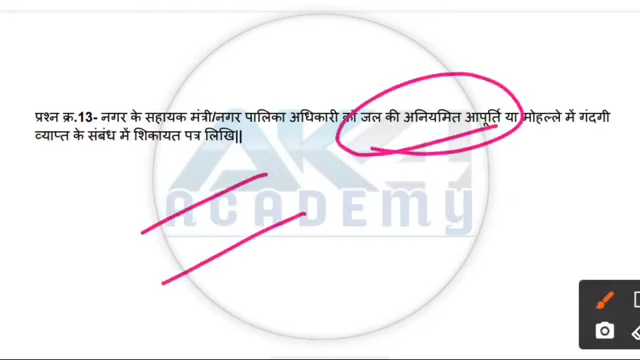 प्रश्न क्र.13- नगर के सहायक मंत्री/नगर पालिका अधिकारी को जल की अनियमित आपूर्ति या मोहल्ले में गंदगी
व्याप्त के संबंध में शिकायत पत्र लिखि||
AK
ACADEMY